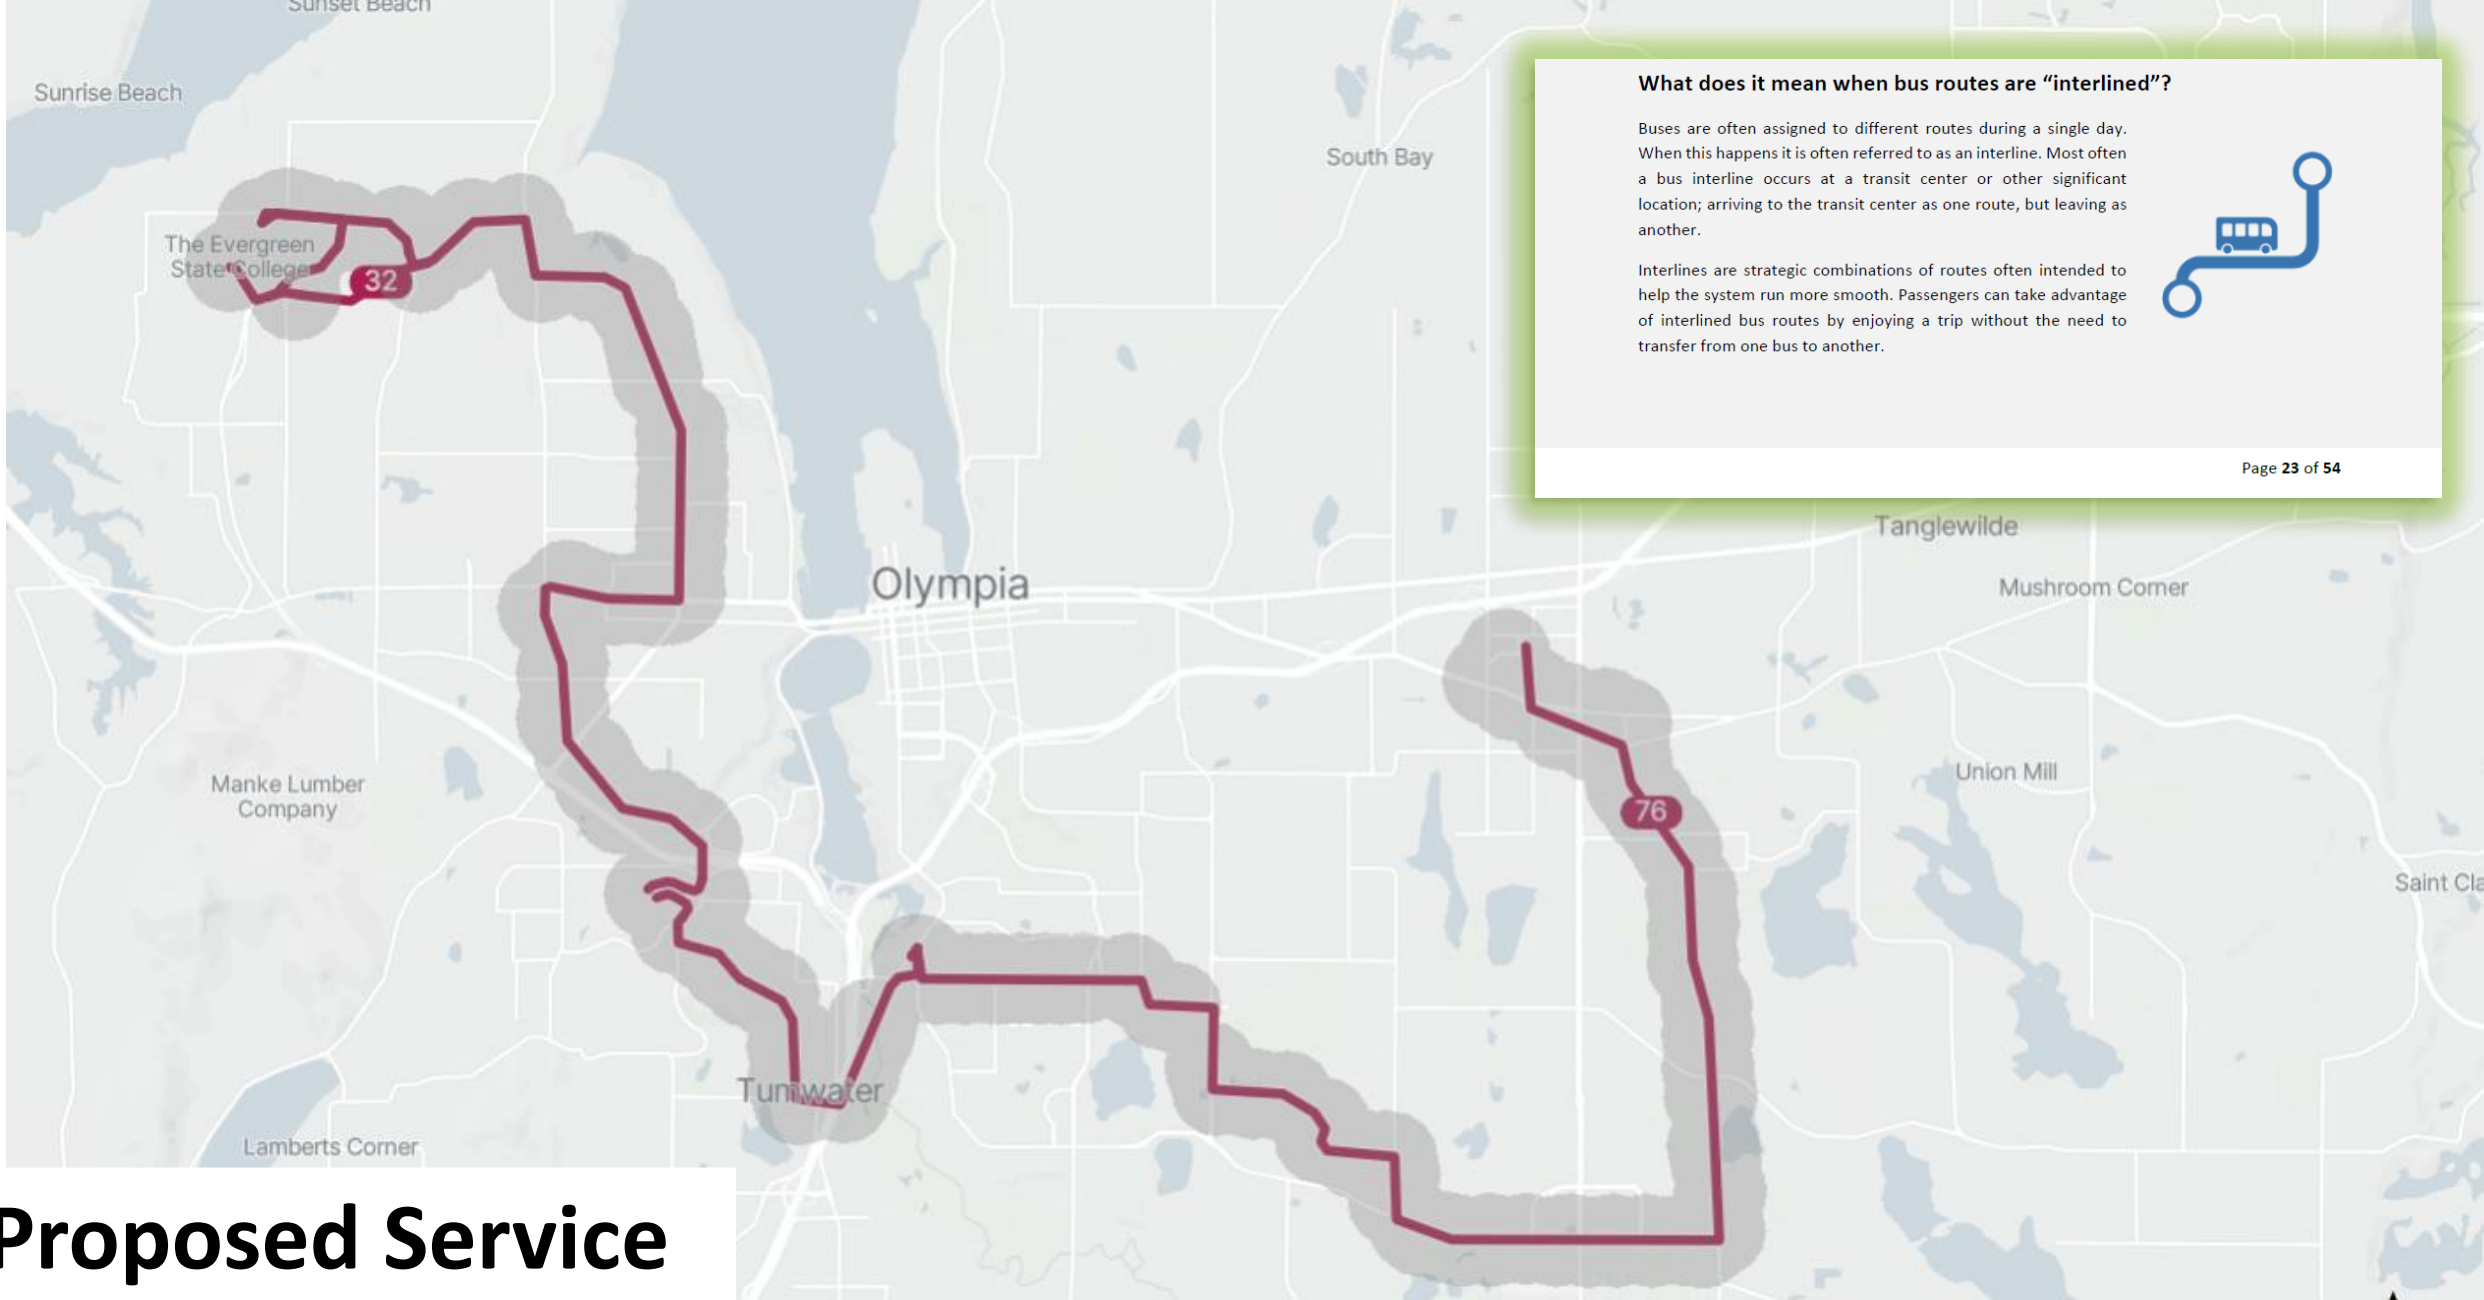 Sunset Beach
Sunrise Beach
What does it mean when bus routes are “interlined”?
Buses are often assigned to different routes during a single day.
When this happens it is often referred to as an interline. Most often
a bus interline occurs at a transit center or other significant
location; arriving to the transit center as one route, but leaving as
another.
Interlines are strategic combinations of routes often intended to
help the system run more smooth. Passengers can take advantage
of interlined bus routes by enjoying a trip without the need to
transfer from one bus to another.
Page 23 of 54
South Bay
The Evergreen
State College
32
Tanglewilde
Olympia
Mushroom Corner
Manke Lumber
Company
Union Mill
76
Saint Cla
Tumwater
Lamberts Corner
Proposed Service